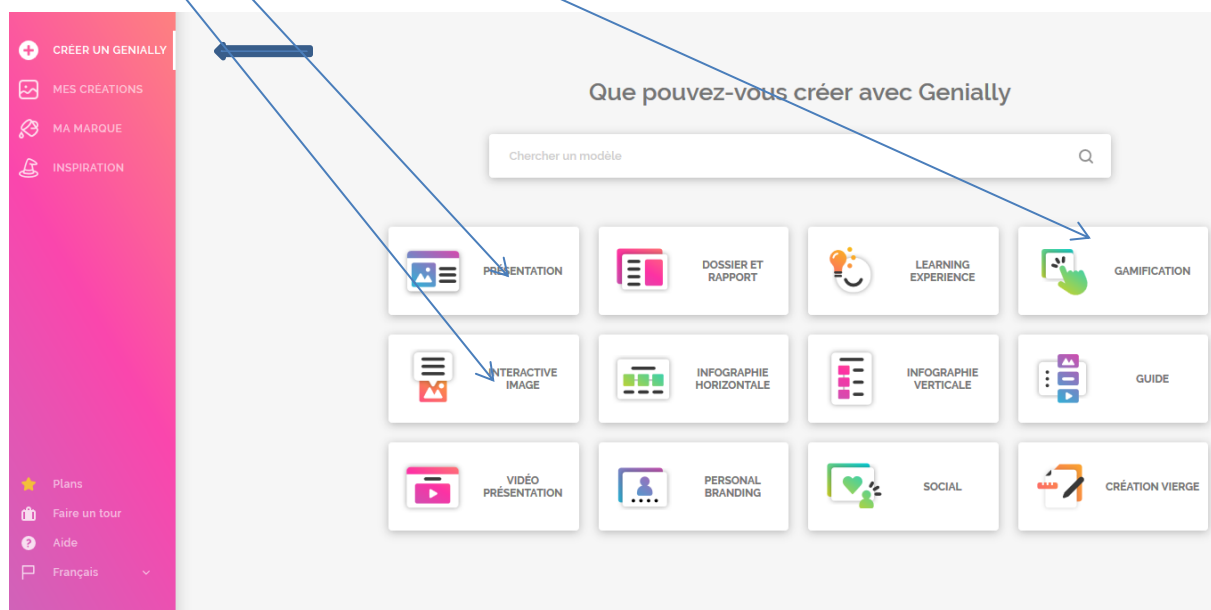 CRÉER UN GENIALLY
MES CRÉATIONS
MA MARQUE
INSPIRATION
Plans
Faire un tour
Aide
Français
Que pouvez-vous créer avec Genially
Chercher un modèle
PRÉSENTATION
DOSSIER ET
RAPPORT
LEARNING
EXPERIENCE
GAMIFICATION
INTERACTIVE
IMAGE
INFOGRAPHIE
HORIZONTALE
INFOGRAPHIE
VERTICALE
GUIDE
VIDÉO
PRÉSENTATION
PERSONAL
BRANDING
SOCIAL
CRÉATION VIERGE